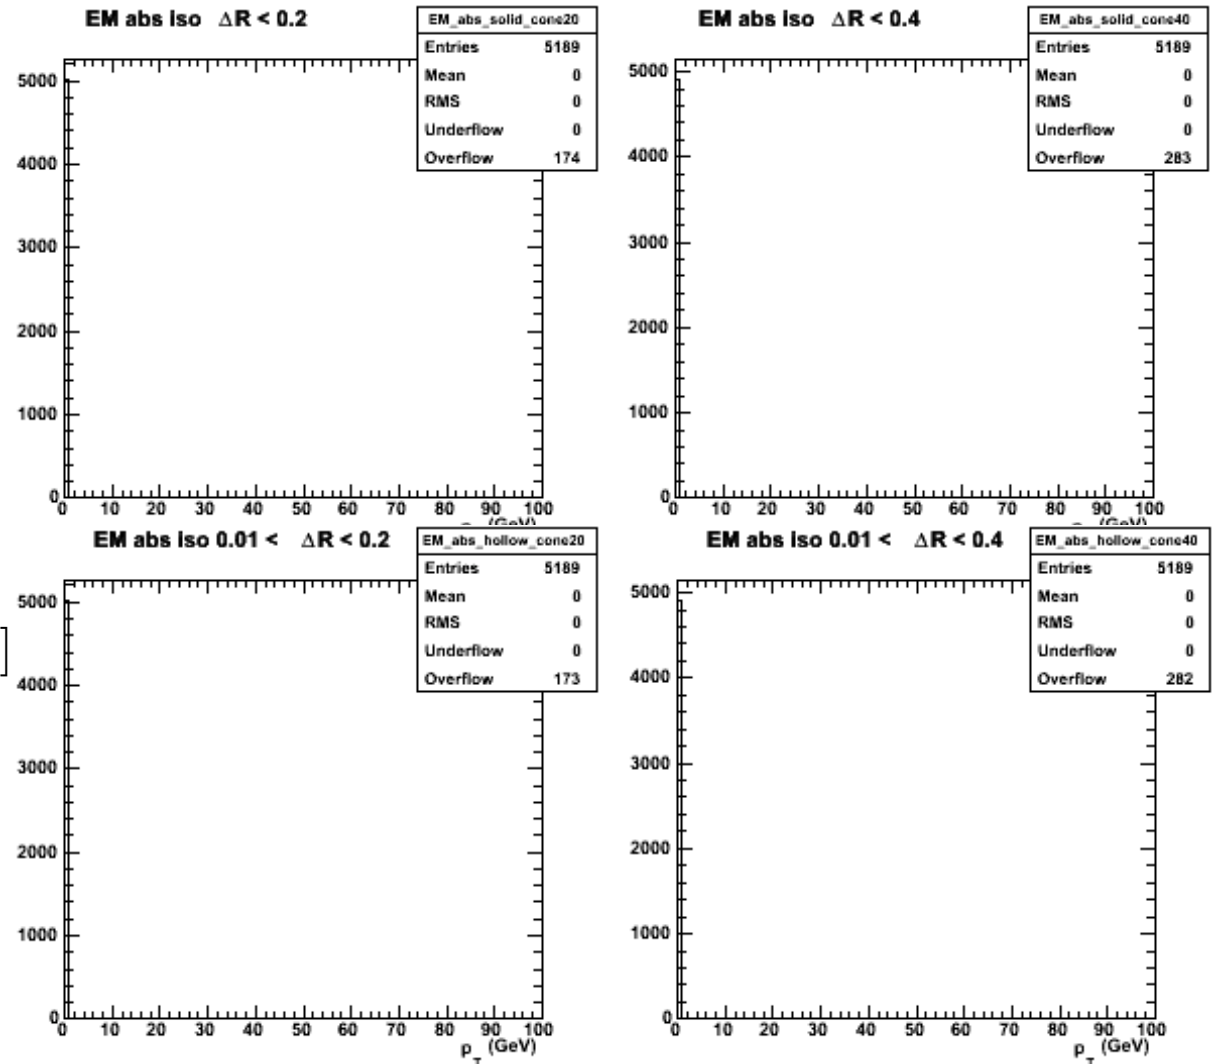 EM abs iso ΔR < 0.2
EM_abs_solid_cone20
Entries 5189
Mean 0
RMS 0
Underflow 0
Overflow 174
5000
4000
3000
2000
1000
0
0 10 20 30 40 50 60 70 80 90 100
(GeV)
EM abs iso ΔR < 0.4
EM_abs_solid_cone40
Entries 5189
Mean 0
RMS 0
Underflow 0
Overflow 283
5000
4000
3000
2000
1000
0
0 10 20 30 40 50 60 70 80 90 100
(GeV)
EM abs iso 0.01 < ΔR < 0.2
EM_abs_hollow_cone20
Entries 5189
Mean 0
RMS 0
Underflow 0
Overflow 173
5000
4000
3000
2000
1000
0
0 10 20 30 40 50 60 70 80 90 100
p_T (GeV)
EM abs iso 0.01 < ΔR < 0.4
EM_abs_hollow_cone40
Entries 5189
Mean 0
RMS 0
Underflow 0
Overflow 282
5000
4000
3000
2000
1000
0
0 10 20 30 40 50 60 70 80 90 100
p_T (GeV)
]